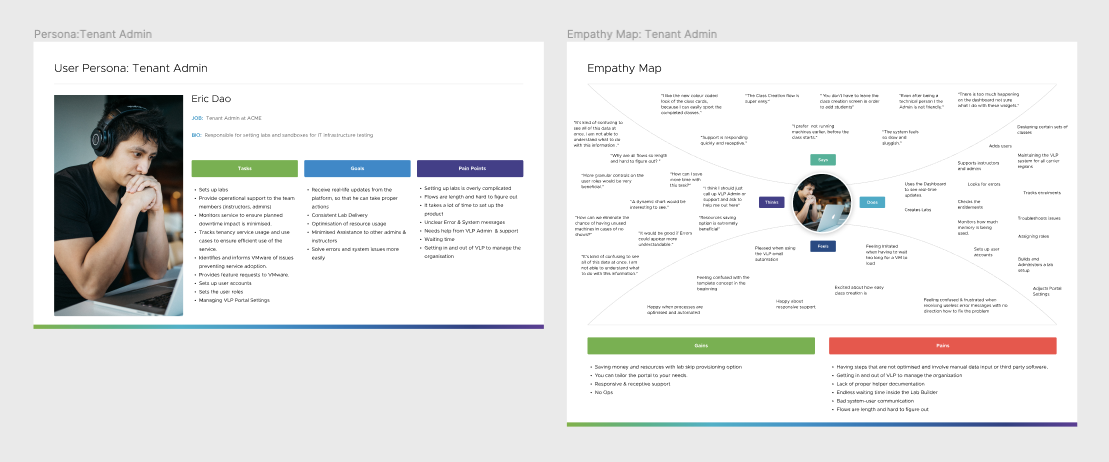 Persona:Tenant Admin
User Persona: Tenant Admin
Eric Dao
JOB: Tenant Admin at ACME
BIO: Responsible for setting labs and sandboxes for IT infrastructure testing
Tasks
• Sets up labs
• Provide operational support to the team
members (instructors, admins)
• Monitors service to ensure planned
downtime impact is minimised.
• Tracks tenancy service usage and use
cases to ensure efficient use of the
service.
• Identifies and informs VMware of issues
preventing service adoption.
• Provides feature requests to VMware.
• Sets up user accounts
• Sets the user roles
• Managing VLP Portal Settings
Goals
• Receive real-life updates from the
platform, so that he can take proper
actions
• Consistent Lab Delivery
• Optimisation of resource usage
• Minimised Assistance to other admins &
instructors
• Solve errors and system issues more
easily
Pain Points
• Setting up labs is overly complicated
• Flows are length and hard to figure out
• It takes a lot of time to set up the
product
• Unclear Error & System messages
• Needs help from VLP Admin & support
• Waiting time
• Getting in and out of VLP to manage the
organisation
Empathy Map: Tenant Admin
Empathy Map
"I like the new colour coded
tags of the class cards,
because I can easily spot the
completed classes."
"The Class Creation flow is
super easy."
"You don't have to leave the
class creation screen in order
to add students"
"Even after being a
technical person I the
Admin is not friendly."
"There is too much happening
on the dashboard not sure
what I do with these widgets."
"Support is responding
quickly and receptive."
"I prefer not running
machines earlier, before the
class starts."
"The system feels
so slow and
sluggish."
Says
"It's kind of confusing to
see all of this data at
once, I am not able to
understand what to do
with this information."
"Why are all flows so length
and hard to figure out?"
"More granular controls on the
user roles would be very
beneficial."
"How can I save
more time with
this tool?"
"I think I should just
call up VLP Admin or
support and ask to
help me out here"
"A dynamic chart would be
interesting to see."
"How can we eliminate the
chance of having unused
machines in cases of no
shows?"
"Resources saving
option is extremely
beneficial"
"It would be good if Errors
could appear more
understandable."
"It's kind of confusing to see
all of this data at once; I am
not able to understand what
to do with this information."
Thinks
Does
Designing certain sets of
classes
Adds users
Maintaining the VLP
system for all carrier
regions
Supports instructors
and admins
Looks for errors
Uses the Dashboard
to see real-time
updates
Tracks enrolments
Creates Labs
Checks the
entitlements
Monitors how much
memory is being
used.
Troubleshoots issues
Assigning roles
Sets up user
accounts
Builds and
Administers a lab
setup
Adjusts Portal
Settings
Feels
Pleased when using
the VLP email
automation
Feeling irritated
when having to wait
too long for a VM to
load
Feeling confused with the
template concept in the
beginning
Excited about how easy
class creation is
Happy about
responsive support
Happy when processes are
optimised and automated
Feeling confused & frustrated when
receiving useless error messages with no
direction how to fix the problem
Gains
• Saving money and resources with lab skip provisioning option
• You can tailor the portal to your needs.
• Responsive & receptive support
• No Ops
Pains
• Having steps that are not optimised and involve manual data input or third party software.
• Getting in and out of VLP to manage the organization
• Lack of proper helper documentation
• Endless waiting time inside the Lab Builder
• Bad system-user communication
• Flows are length and hard to figure out